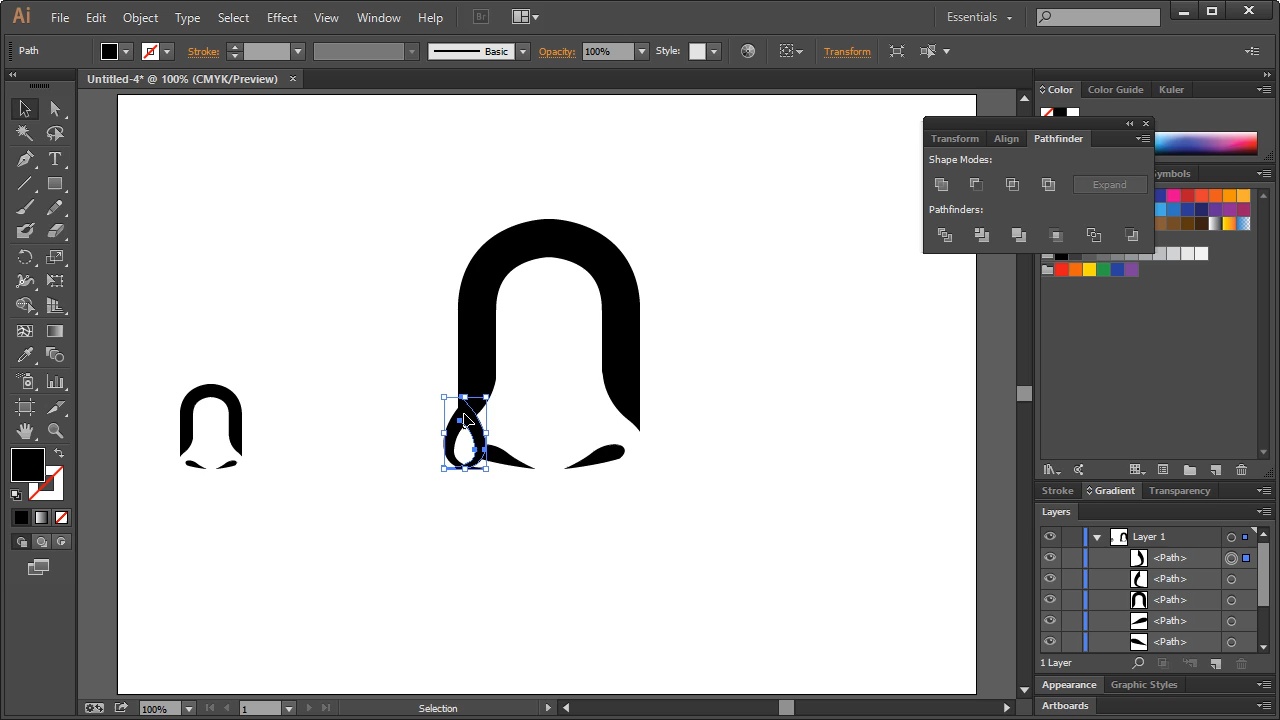 Ai File Edit Object Type Select Effect View Window Help Br Essentials
Path Stroke: Basic Opacity: 100% Style: Transform
Untitled-4* @ 100% (CMYK/Preview)
Color Color Guide Kuler
Transform Align Pathfinder
Shape Modes:
Expand
Pathfinders:
Symbols
Stroke Gradient Transparency
Layers
Layer 1
<Path>
<Path>
<Path>
<Path>
<Path>
1 Layer
Appearance Graphic Styles
Artboards
100% 1 Selection